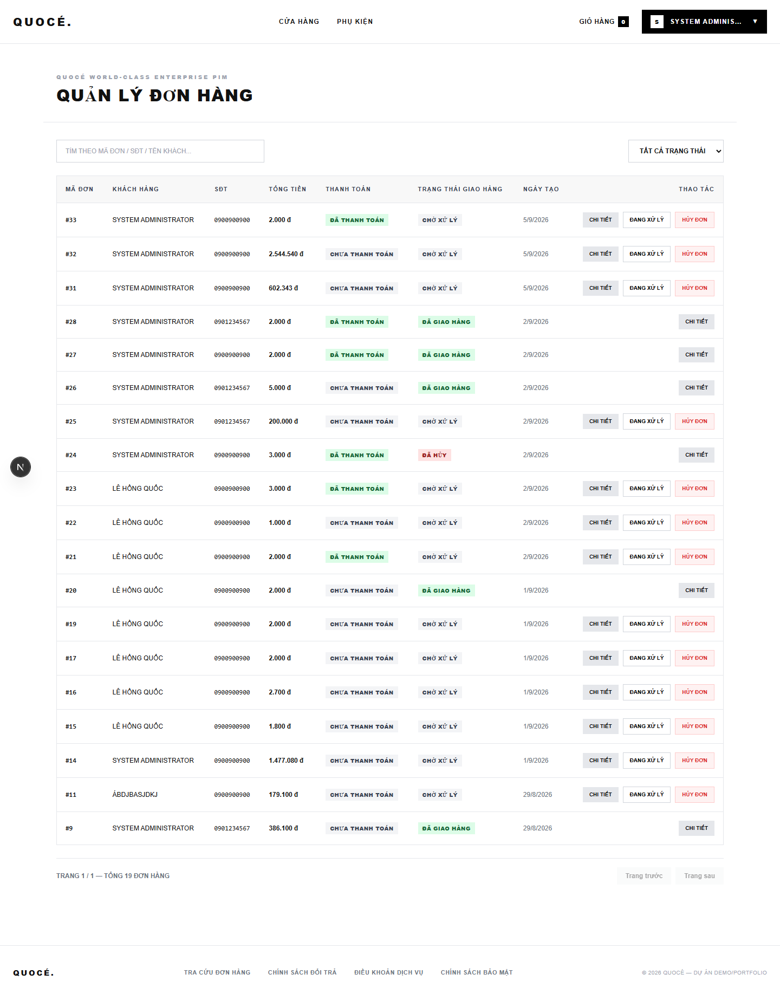 QUOCÉ.
CỬA HÀNG PHỤ KIỆN
GIỎ HÀNG 0
S SYSTEM ADMINIS... ▼
QUOCÉ WORLD-CLASS ENTERPRISE PIM
QUẢN LÝ ĐƠN HÀNG
TÌM THEO MÃ ĐƠN / SĐT / TÊN KHÁCH...
TẤT CẢ TRẠNG THÁI
MÃ ĐƠN KHÁCH HÀNG SĐT TỔNG TIỀN THANH TOÁN TRẠNG THÁI GIAO HÀNG NGÀY TẠO THAO TÁC
#33 SYSTEM ADMINISTRATOR 0900900900 2.000 đ ĐÃ THANH TOÁN CHỜ XỬ LÝ 5/9/2026 CHI TIẾT ĐANG XỬ LÝ HỦY ĐƠN
#32 SYSTEM ADMINISTRATOR 0900900900 2.544.540 đ CHƯA THANH TOÁN CHỜ XỬ LÝ 5/9/2026 CHI TIẾT ĐANG XỬ LÝ HỦY ĐƠN
#31 SYSTEM ADMINISTRATOR 0900900900 602.343 đ CHƯA THANH TOÁN CHỜ XỬ LÝ 5/9/2026 CHI TIẾT ĐANG XỬ LÝ HỦY ĐƠN
#28 SYSTEM ADMINISTRATOR 0901234567 2.000 đ ĐÃ THANH TOÁN ĐÃ GIAO HÀNG 2/9/2026 CHI TIẾT
#27 SYSTEM ADMINISTRATOR 0900900900 2.000 đ ĐÃ THANH TOÁN ĐÃ GIAO HÀNG 2/9/2026 CHI TIẾT
#26 SYSTEM ADMINISTRATOR 0901234567 5.000 đ CHƯA THANH TOÁN ĐÃ GIAO HÀNG 2/9/2026 CHI TIẾT
#25 SYSTEM ADMINISTRATOR 0901234567 200.000 đ CHƯA THANH TOÁN CHỜ XỬ LÝ 2/9/2026 CHI TIẾT ĐANG XỬ LÝ HỦY ĐƠN
#24 SYSTEM ADMINISTRATOR 0900900900 3.000 đ ĐÃ THANH TOÁN ĐÃ HỦY 2/9/2026 CHI TIẾT
#23 LÊ HỒNG QUỐC 0900900900 3.000 đ ĐÃ THANH TOÁN CHỜ XỬ LÝ 2/9/2026 CHI TIẾT ĐANG XỬ LÝ HỦY ĐƠN
#22 LÊ HỒNG QUỐC 0900900900 1.000 đ CHƯA THANH TOÁN CHỜ XỬ LÝ 2/9/2026 CHI TIẾT ĐANG XỬ LÝ HỦY ĐƠN
#21 LÊ HỒNG QUỐC 0900900900 2.000 đ ĐÃ THANH TOÁN CHỜ XỬ LÝ 2/9/2026 CHI TIẾT ĐANG XỬ LÝ HỦY ĐƠN
#20 LÊ HỒNG QUỐC 0900900900 2.000 đ CHƯA THANH TOÁN ĐÃ GIAO HÀNG 1/9/2026 CHI TIẾT
#19 LÊ HỒNG QUỐC 0900900900 2.000 đ CHƯA THANH TOÁN CHỜ XỬ LÝ 1/9/2026 CHI TIẾT ĐANG XỬ LÝ HỦY ĐƠN
#17 LÊ HỒNG QUỐC 0900900900 2.000 đ CHƯA THANH TOÁN CHỜ XỬ LÝ 1/9/2026 CHI TIẾT ĐANG XỬ LÝ HỦY ĐƠN
#16 LÊ HỒNG QUỐC 0900900900 2.700 đ CHƯA THANH TOÁN CHỜ XỬ LÝ 1/9/2026 CHI TIẾT ĐANG XỬ LÝ HỦY ĐƠN
#15 LÊ HỒNG QUỐC 0900900900 1.800 đ CHƯA THANH TOÁN CHỜ XỬ LÝ 1/9/2026 CHI TIẾT ĐANG XỬ LÝ HỦY ĐƠN
#14 SYSTEM ADMINISTRATOR 0900900900 1.477.080 đ CHƯA THANH TOÁN CHỜ XỬ LÝ 1/9/2026 CHI TIẾT ĐANG XỬ LÝ HỦY ĐƠN
#11 ÁBDJBASJDKJ 0900900900 179.100 đ CHƯA THANH TOÁN CHỜ XỬ LÝ 29/8/2026 CHI TIẾT ĐANG XỬ LÝ HỦY ĐƠN
#9 SYSTEM ADMINISTRATOR 0901234567 386.100 đ CHƯA THANH TOÁN ĐÃ GIAO HÀNG 29/8/2026 CHI TIẾT
N
TRANG 1 / 1 — TỔNG 19 ĐƠN HÀNG
Trang trước Trang sau
QUOCÉ.
TRA CỨU ĐƠN HÀNG CHÍNH SÁCH ĐỔI TRẢ ĐIỀU KHOẢN DỊCH VỤ CHÍNH SÁCH BẢO MẬT
© 2026 QUOCÉ — DỰ ÁN DEMO/PORTFOLIO